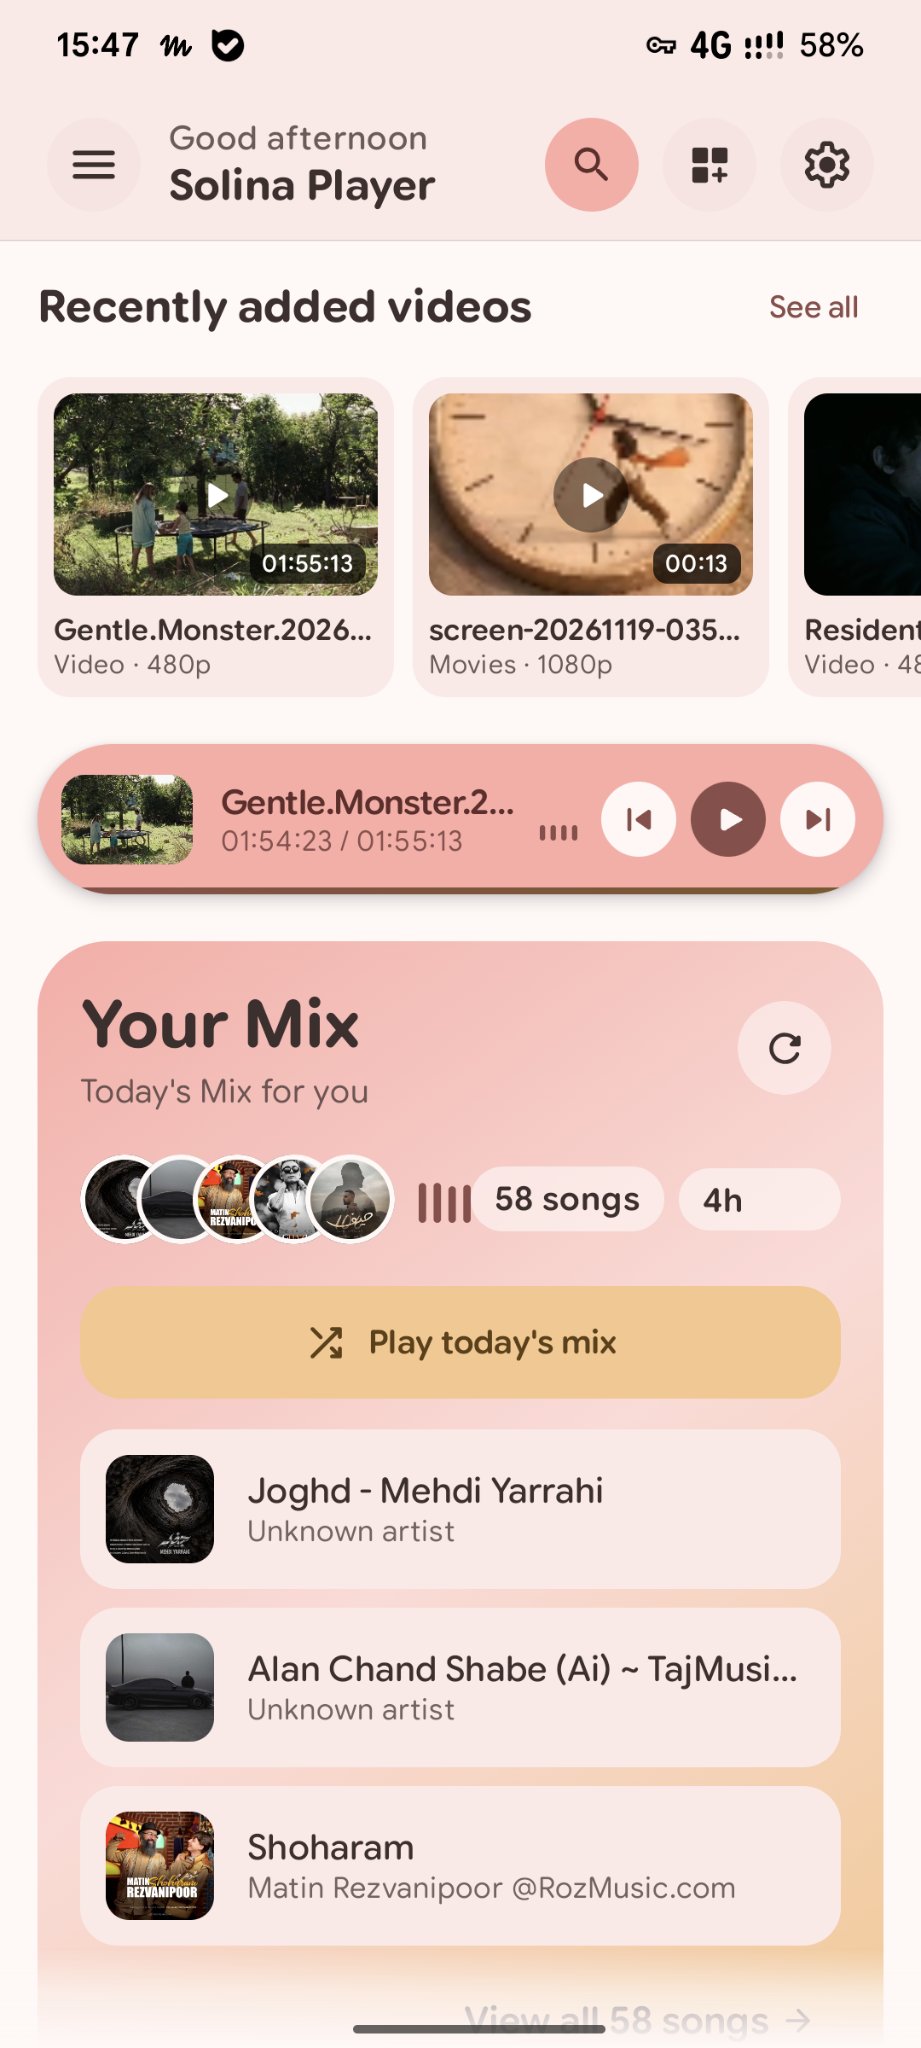 15:47
4G
58%
Good afternoon
Solina Player
Recently added videos
See all
01:55:13
00:13
Gentle.Monster.2026...
Video · 480p
screen-20261119-035...
Movies · 1080p
Resident
Video · 48
Gentle.Monster.2...
01:54:23 / 01:55:13
Your Mix
Today's Mix for you
58 songs
4h
Play today's mix
Joghd - Mehdi Yarrahi
Unknown artist
Alan Chand Shabe (Ai) ~ TajMusi...
Unknown artist
MATIN Shoharam
REZVANIPOOR
Shoharam
Matin Rezvanipoor @RozMusic.com
View all 58 songs →